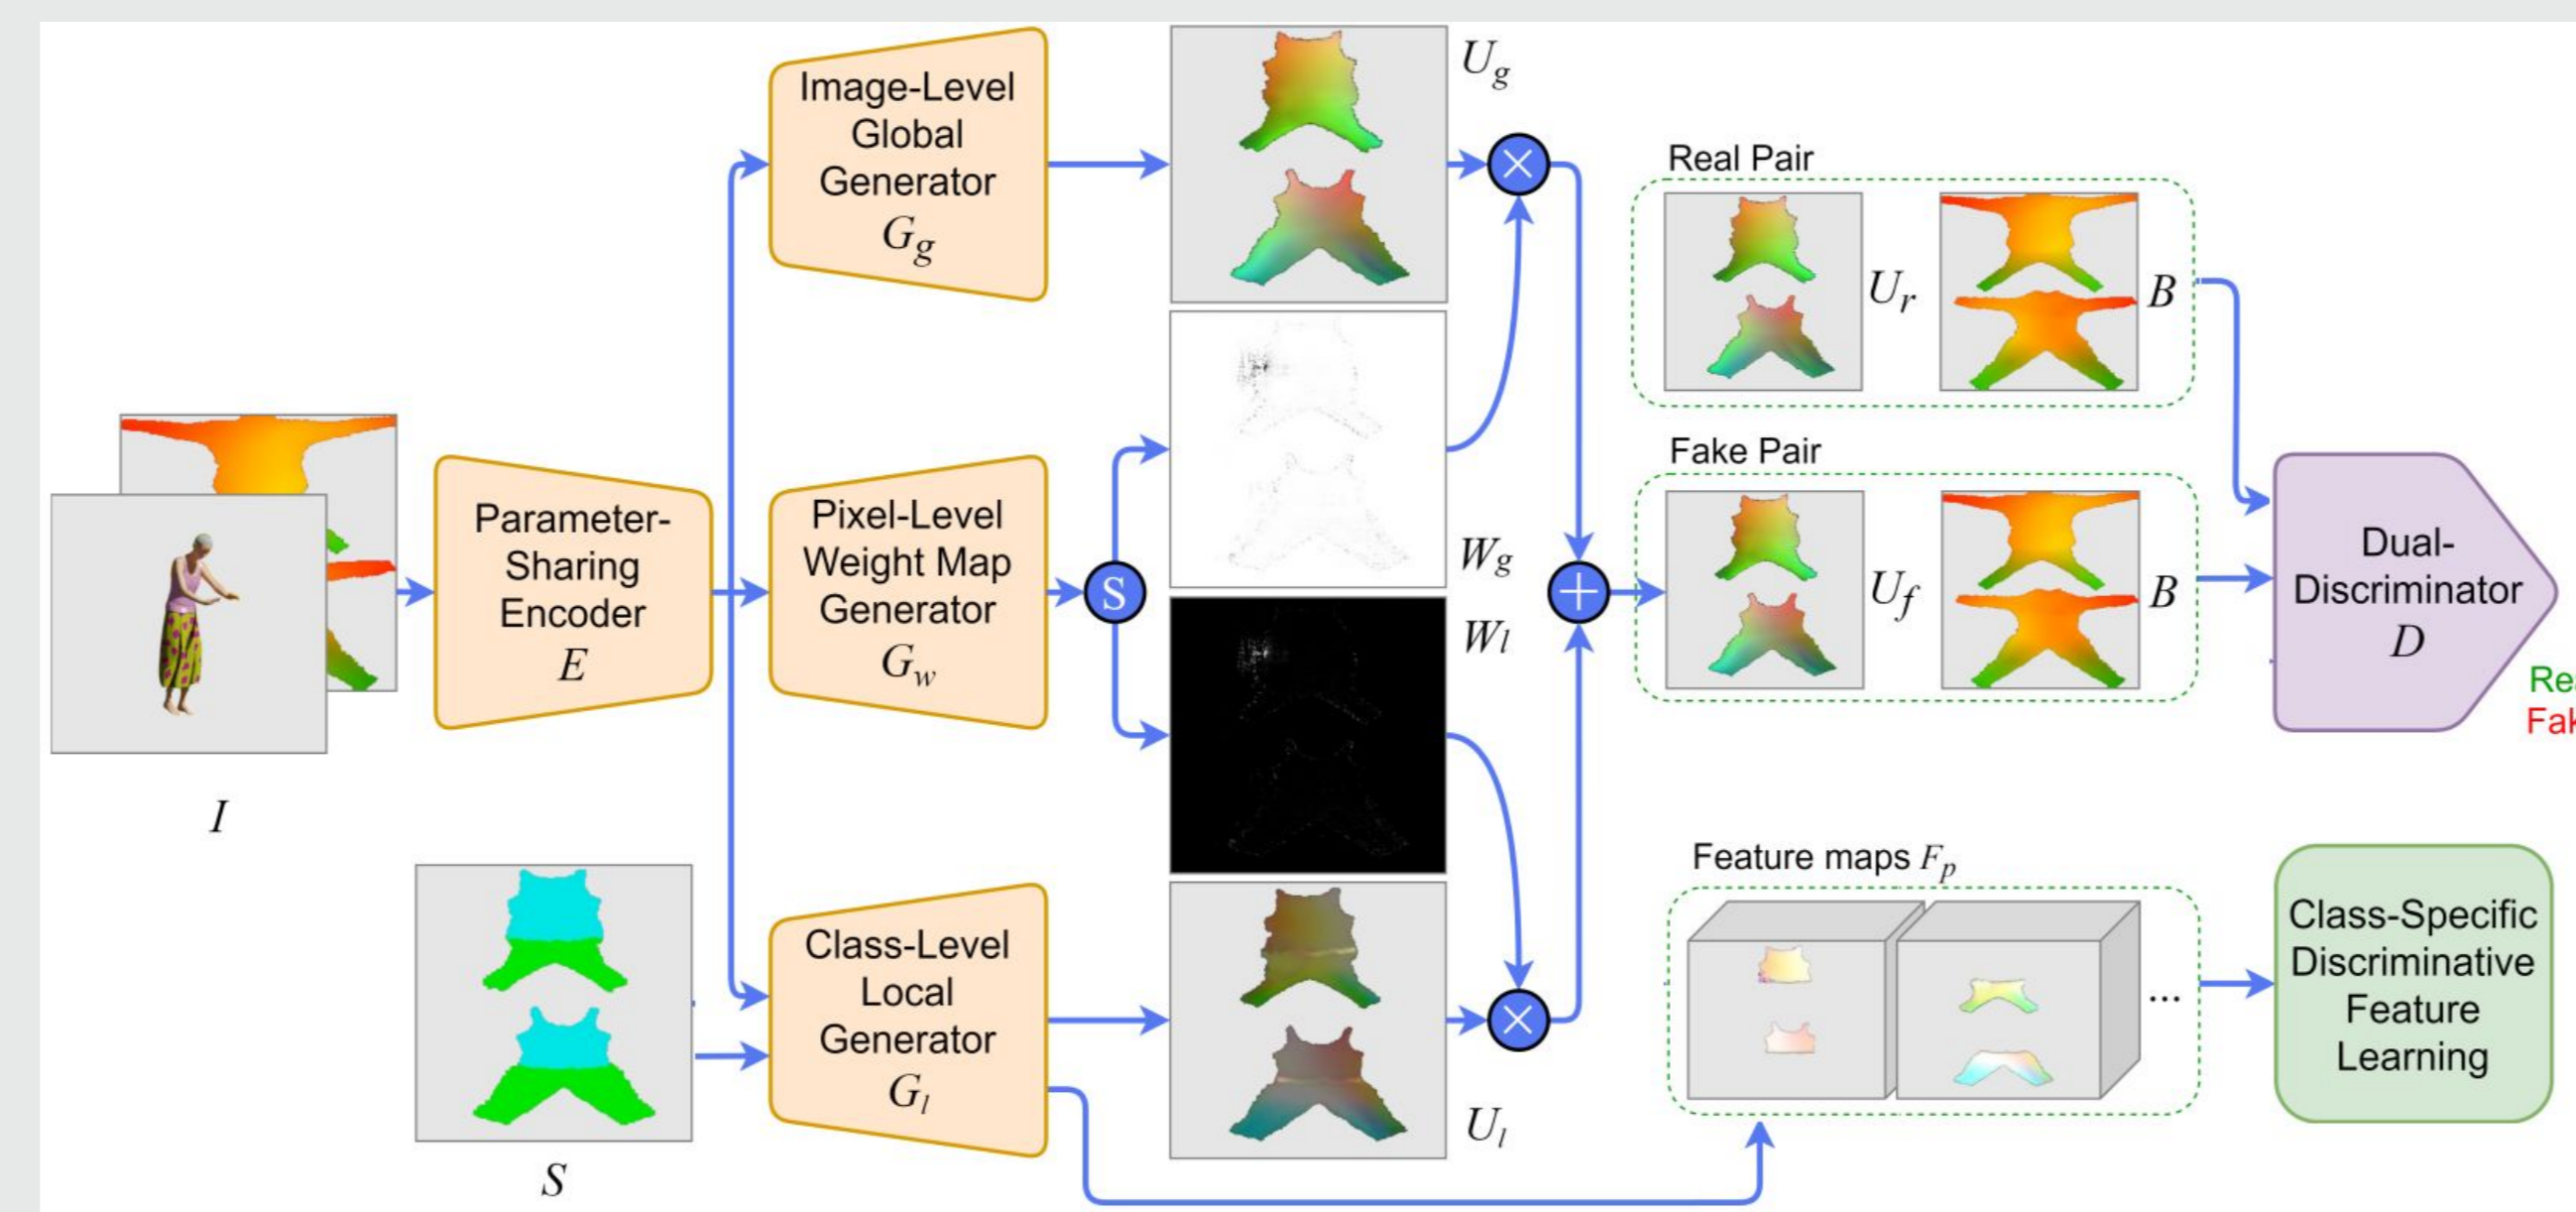 Image-Level
Global
Generator
G_g
U_g
Real Pair
U_r
B
Parameter-
Sharing
Encoder
E
Pixel-Level
Weight Map
Generator
G_w
S
W_g
W_l
Fake Pair
U_f
B
Dual-
Discriminator
D
I
S
Class-Level
Local
Generator
G_l
U_l
Feature maps F_p
...
Class-Specific
Discriminative
Feature
Learning